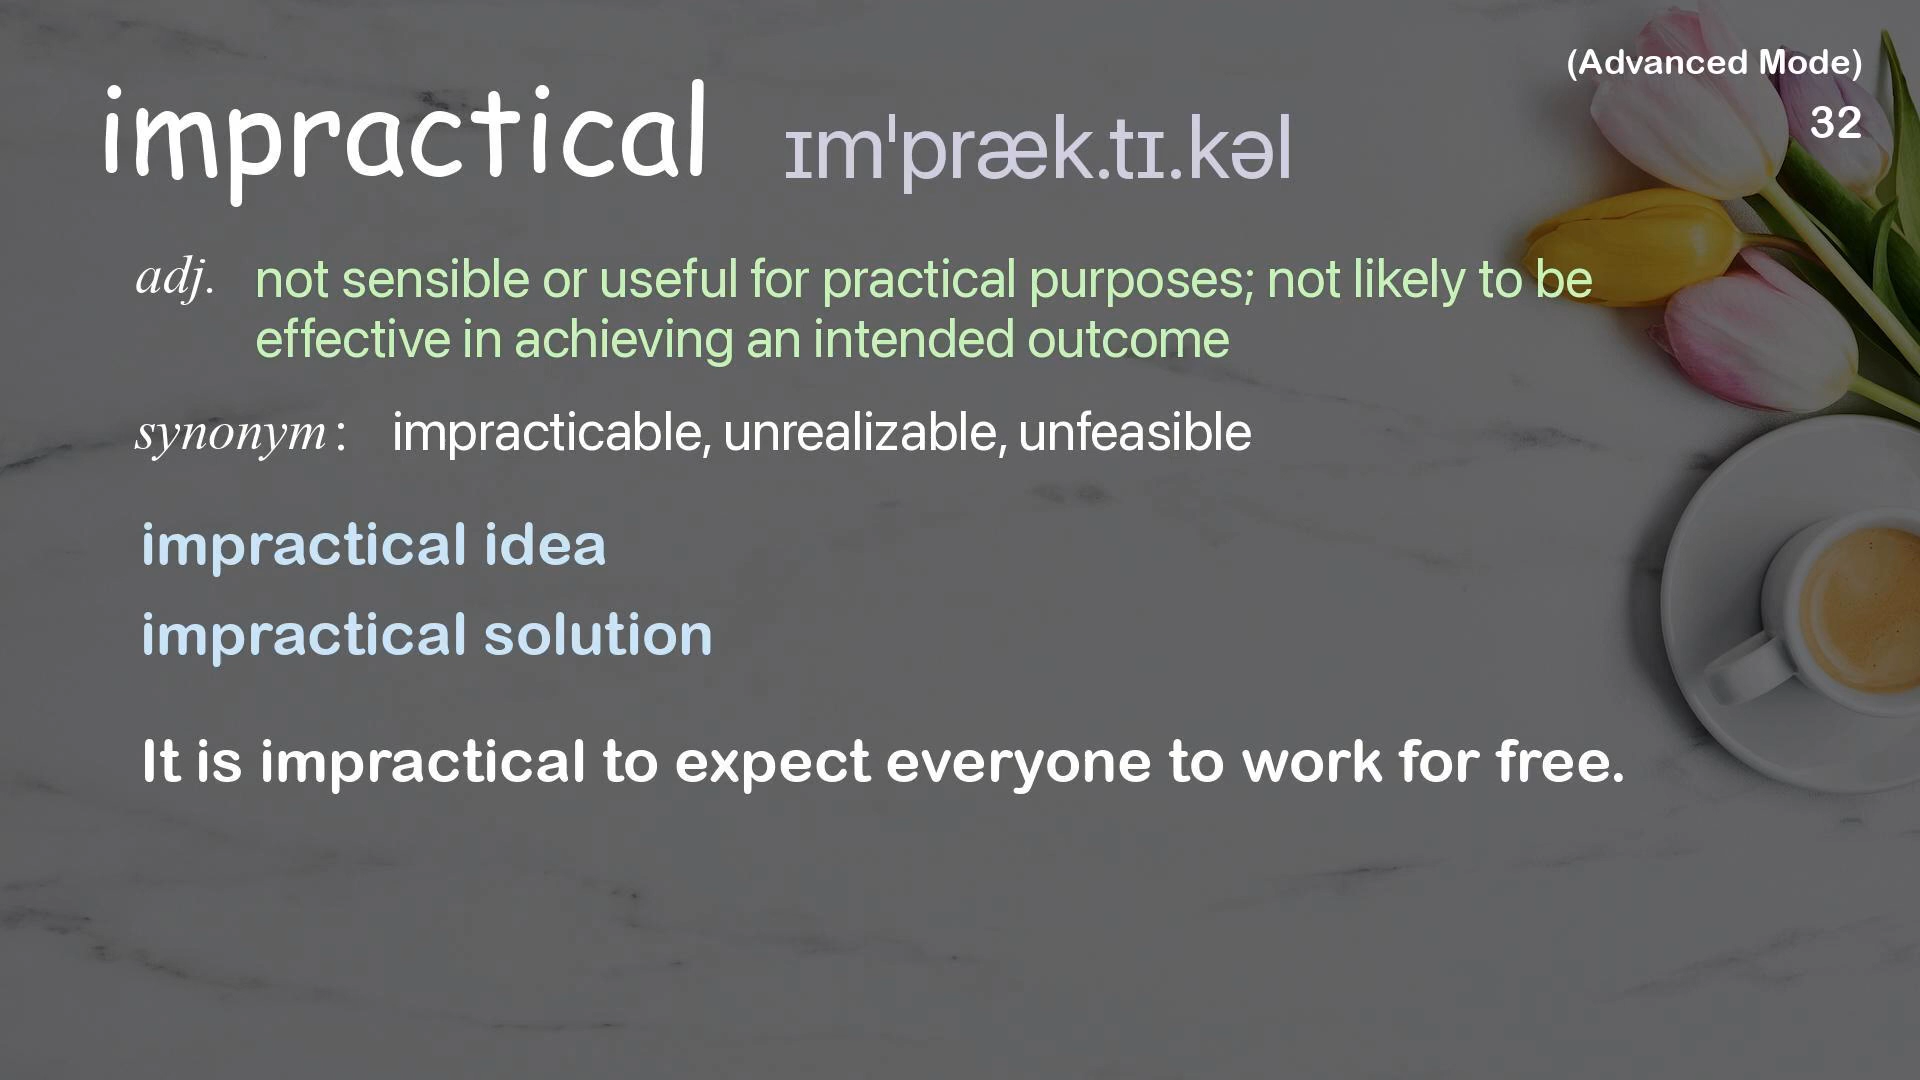 (Advanced Mode)
32
impractical ɪmˈpræk.tɪ.kəl
adj. not sensible or useful for practical purposes; not likely to be
effective in achieving an intended outcome
synonym : impracticable, unrealizable, unfeasible
impractical idea
impractical solution
It is impractical to expect everyone to work for free.